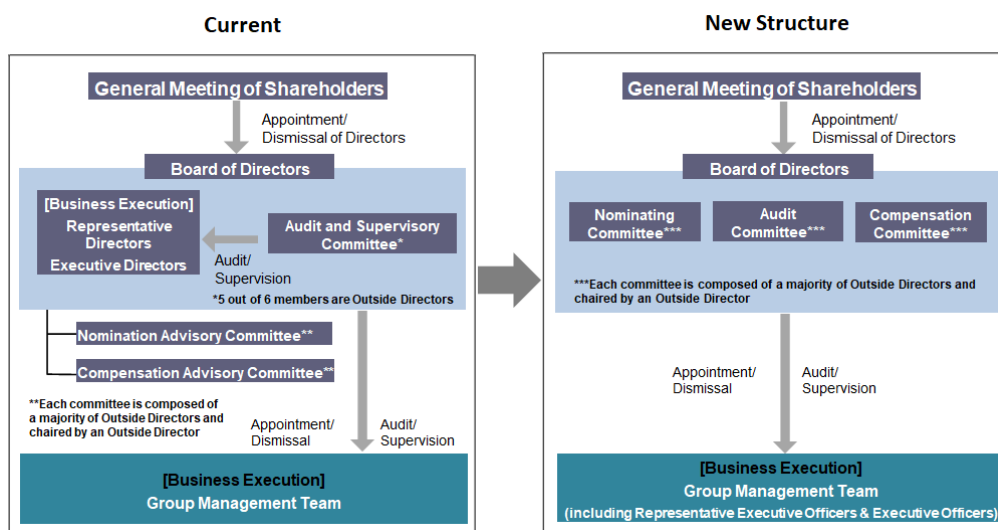 Current
General Meeting of Shareholders
Appointment/
Dismissal of Directors
Board of Directors
[Business Execution]
Representative
Directors
Executive Directors
Audit and Supervisory
Committee*
Audit/
Supervision
*5 out of 6 members are Outside Directors
Nomination Advisory Committee**
Compensation Advisory Committee**
**Each committee is composed of
a majority of Outside Directors and
chaired by an Outside Director
Appointment/
Dismissal
Audit/
Supervision
[Business Execution]
Group Management Team
New Structure
General Meeting of Shareholders
Appointment/
Dismissal of Directors
Board of Directors
Nominating
Committee***
Audit
Committee***
Compensation
Committee***
***Each committee is composed of a majority of Outside Directors and
chaired by an Outside Director
Appointment/
Dismissal
Audit/
Supervision
[Business Execution]
Group Management Team
(including Representative Executive Officers & Executive Officers)